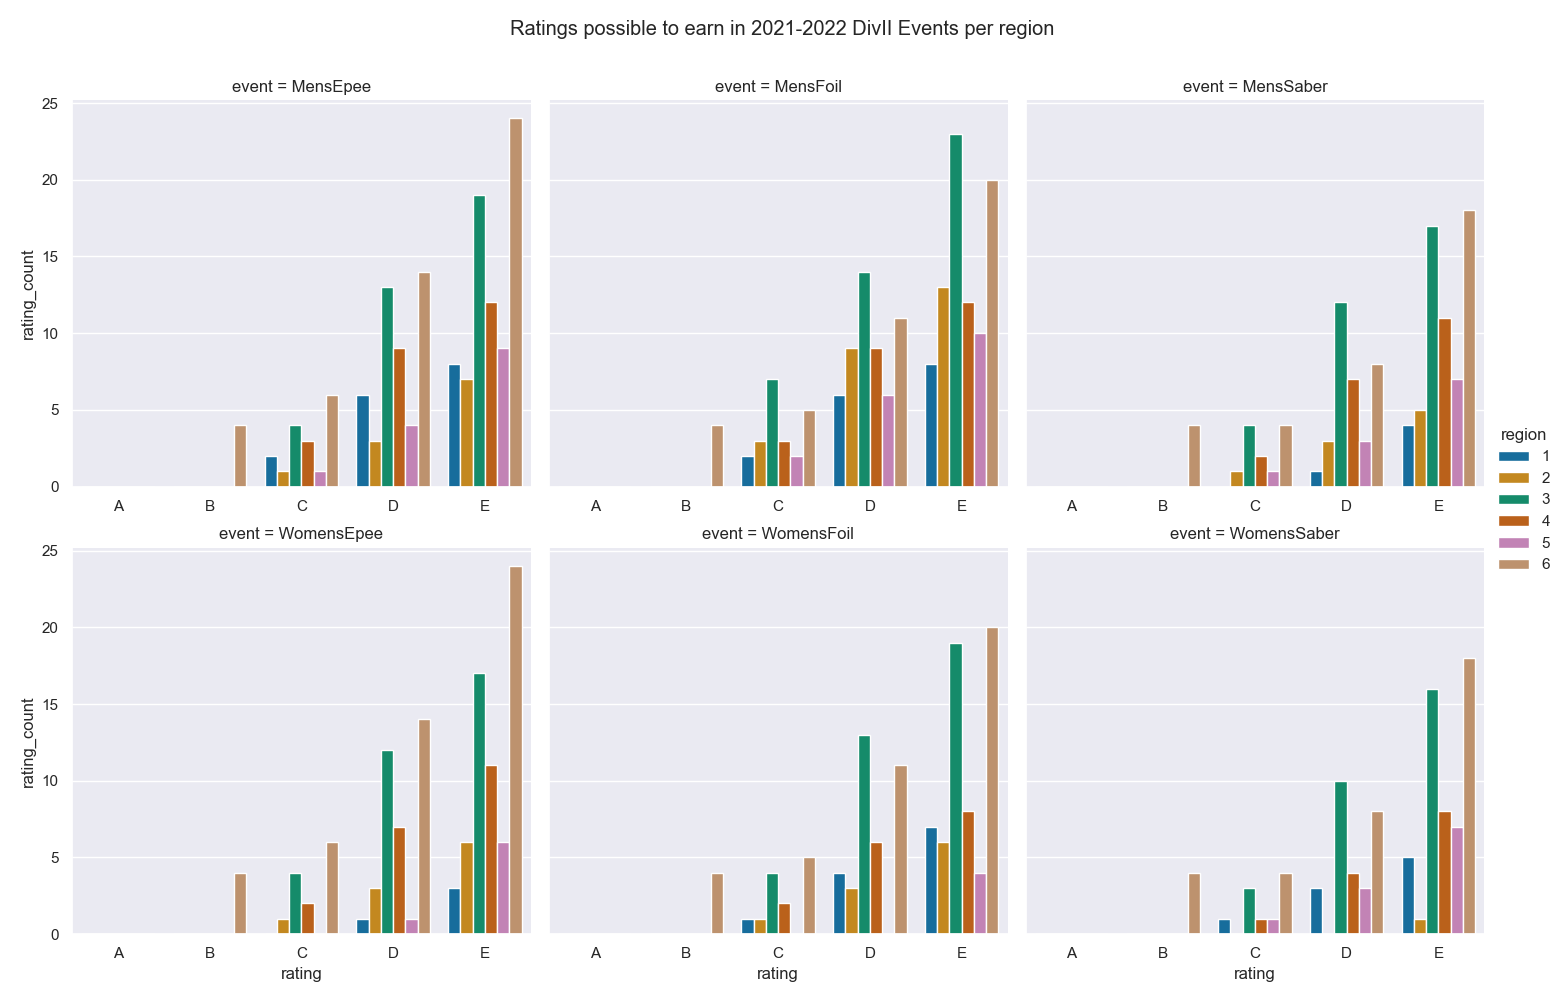 Ratings possible to earn in 2021-2022 DivII Events per region
event = MensEpee
event = MensFoil
event = MensSaber
25
20
15
10
5
0
rating_count
A B C D E
A B C D E
A B C D E
event = WomensEpee
event = WomensFoil
event = WomensSaber
25
20
15
10
5
0
rating_count
A B C D E
A B C D E
A B C D E
rating
rating
rating
region
1
2
3
4
5
6